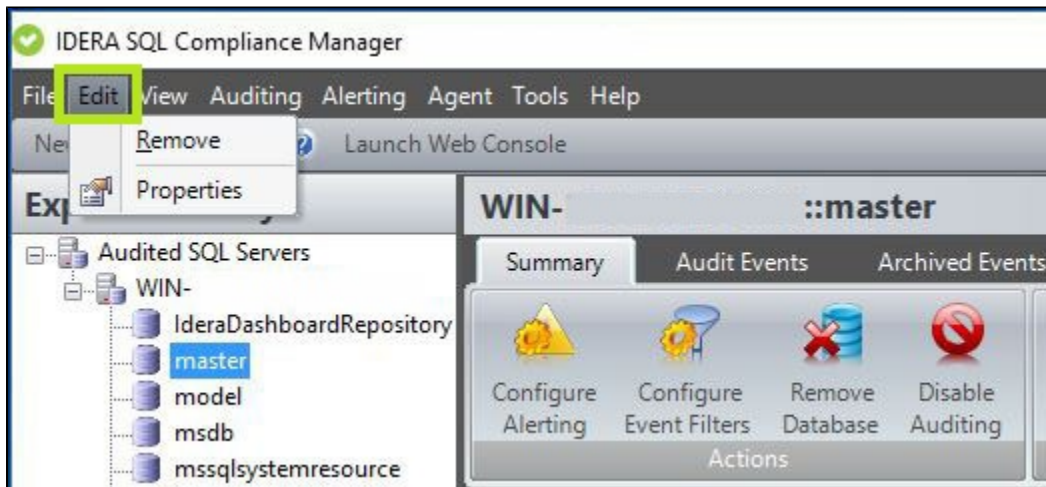 IDERA SQL Compliance Manager
File Edit View Auditing Alerting Agent Tools Help
Launch Web Console
Remove
Properties
WIN- ::master
Audited SQL Servers
WIN-
IderaDashboardRepository
master
model
msdb
mssqlsystemresource
Summary Audit Events Archived Events
Configure Alerting
Configure Event Filters
Remove Database
Disable Auditing
Actions